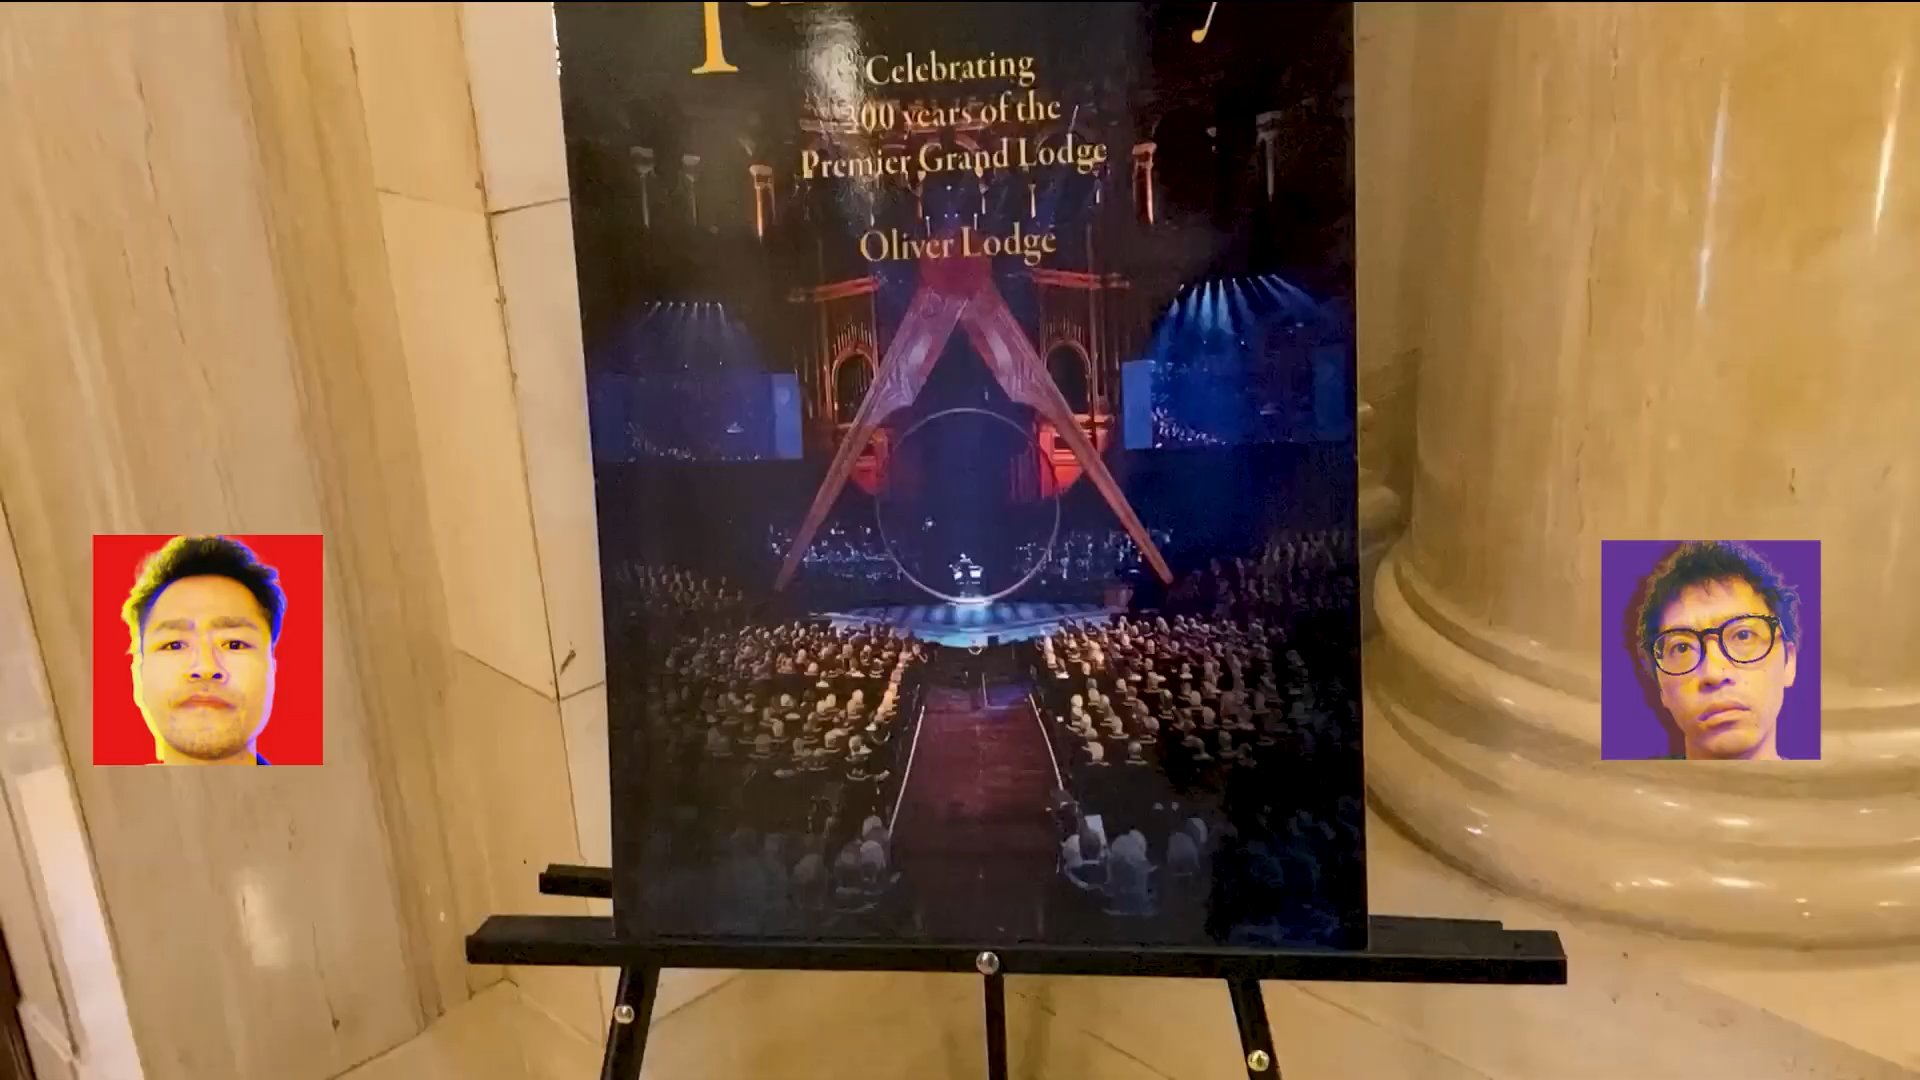 Celebrating
300 years of the
Premier Grand Lodge
Oliver Lodge